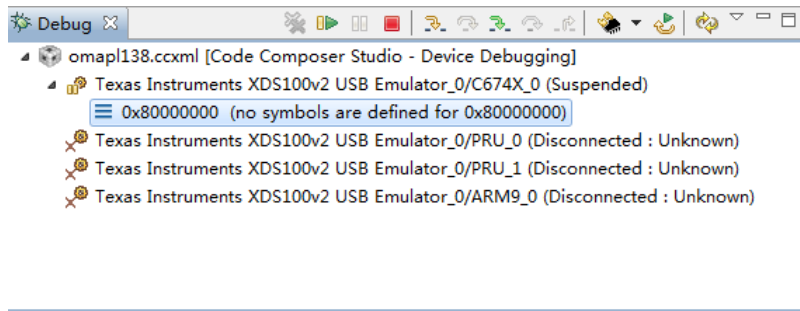 Debug
omapl138.ccxml [Code Composer Studio - Device Debugging]
Texas Instruments XDS100v2 USB Emulator_0/C674X_0 (Suspended)
0x80000000 (no symbols are defined for 0x80000000)
Texas Instruments XDS100v2 USB Emulator_0/PRU_0 (Disconnected : Unknown)
Texas Instruments XDS100v2 USB Emulator_0/PRU_1 (Disconnected : Unknown)
Texas Instruments XDS100v2 USB Emulator_0/ARM9_0 (Disconnected : Unknown)